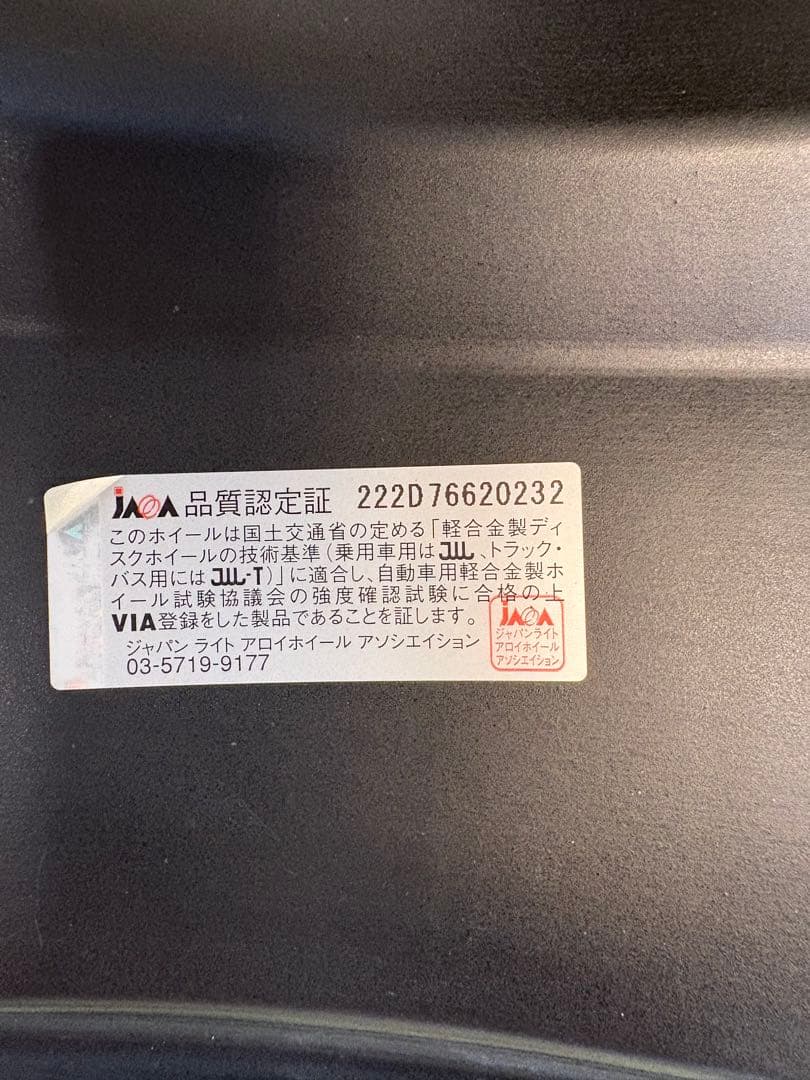 JAWA 品質認定証 222D76620232
このホイールは国土交通省の定める「軽合金製ディ
スクホイールの技術基準(乗用車用はJWL、トラック・
バス用にはJWL-T)」に適合し、自動車用軽合金製ホ
イール試験協議会の強度確認試験に合格の上
VIA登録をした製品であることを証します。
ジャパン ライト アロイホイール アソシエイション
03-5719-9177
JAWA
ジャパンライト
アロイホイール
アソシエイション